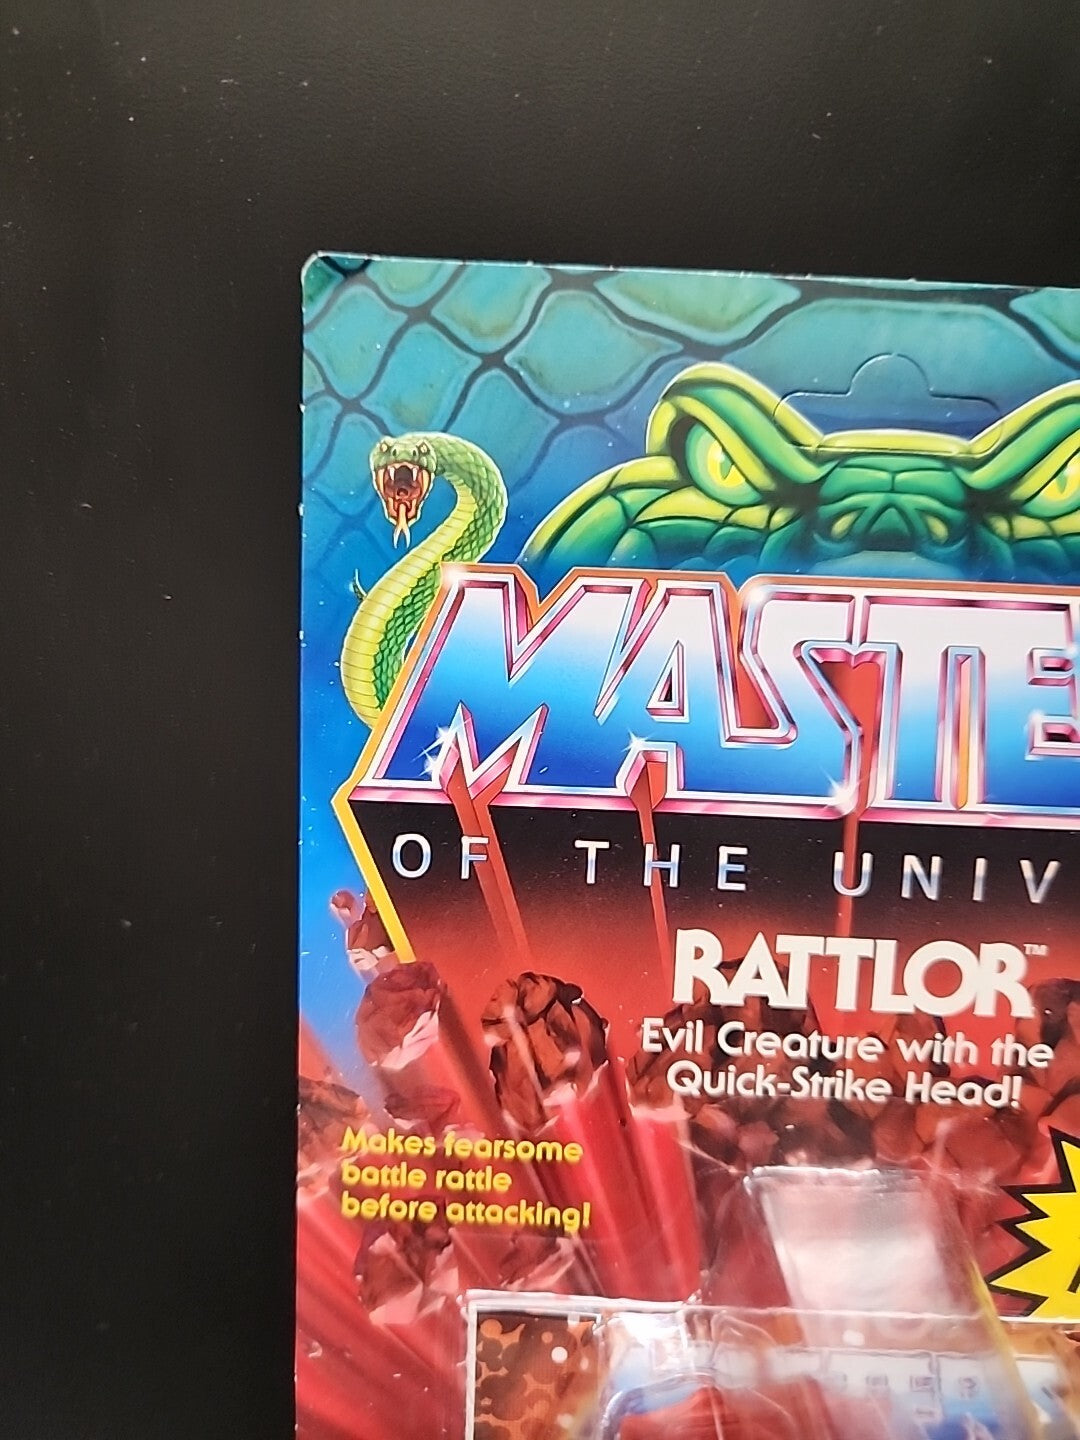 MASTE
OF THE UNIV
RATTLOR™
Evil Creature with the
Quick-Strike Head!
Makes fearsome
battle rattle
before attacking!